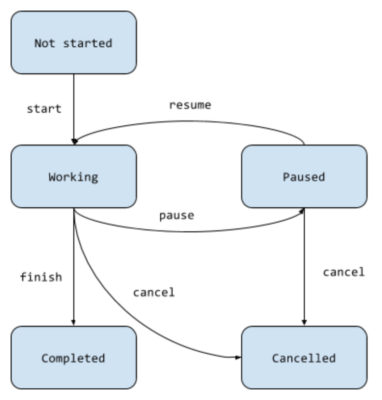 Not started
start
resume
Working
Paused
pause
finish
cancel
cancel
Completed
Cancelled